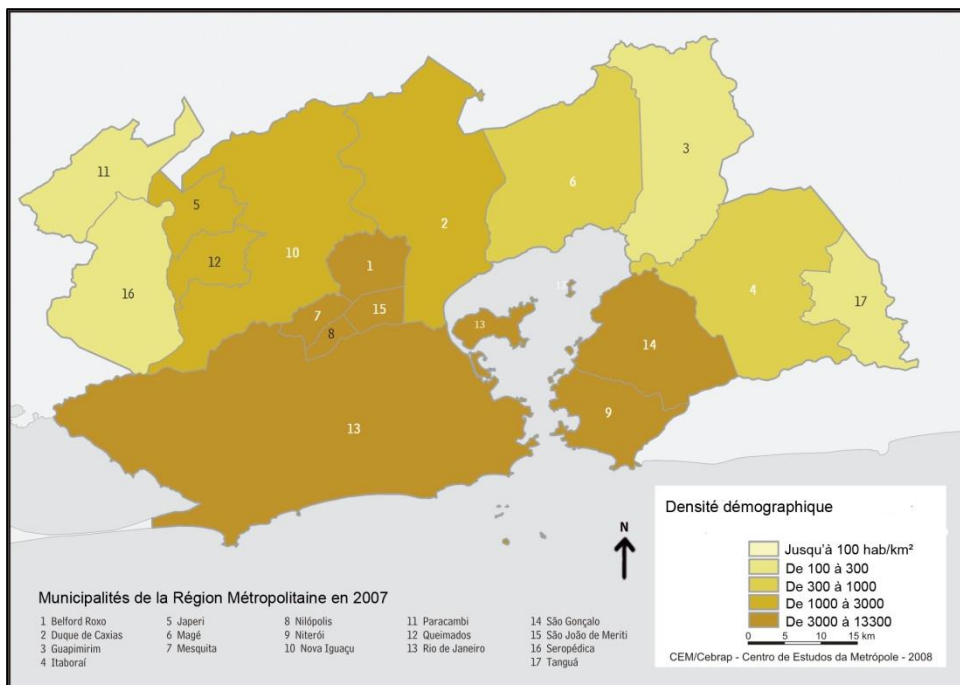 11
3
5
6
2
12
10
1
16
4
17
15
7
8
13
14
9
13
N
Densité démographique
Jusqu'à 100 hab/km²
De 100 à 300
De 300 à 1000
De 1000 à 3000
De 3000 à 13300
0 5 10 15 km
CEM/Cebrap - Centro de Estudos da Metrópole - 2008
Municipalités de la Région Métropolitaine en 2007
1 Belford Roxo
2 Duque de Caxias
3 Guapimirim
4 Itaboraí
5 Japeri
6 Magé
7 Mesquita
8 Nilópolis
9 Niterói
10 Nova Iguaçu
11 Paracambi
12 Queimados
13 Rio de Janeiro
14 São Gonçalo
15 São João de Meriti
16 Seropédica
17 Tanguá